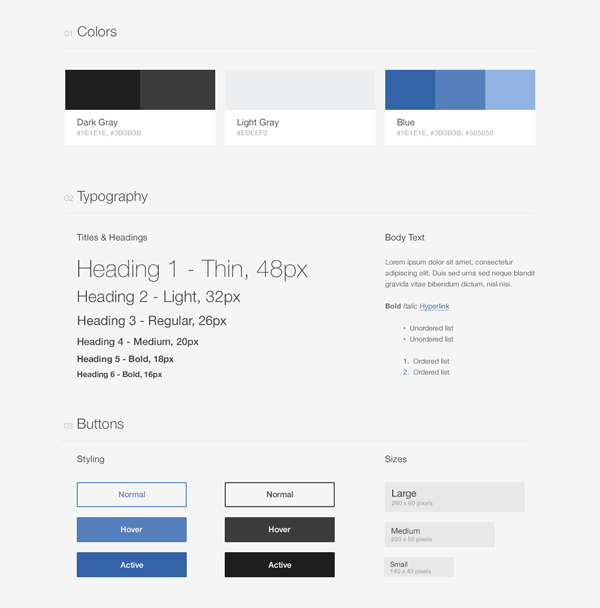 01 Colors
Dark Gray
#1E1E1E, #3B3B3B
Light Gray
#EDEEF0
Blue
#1E1E1E, #3B3B3B, #505050
02 Typography
Titles & Headings
Heading 1 - Thin, 48px
Heading 2 - Light, 32px
Heading 3 - Regular, 26px
Heading 4 - Medium, 20px
Heading 5 - Bold, 18px
Heading 6 - Bold, 16px
Body Text
Lorem ipsum dolor sit amet, consectetur
adipiscing elit. Duis sed urna sed neque blandit
gravida vitae bibendum dictum, nisl nisi.
Bold Italic Hyperlink
• Unordered list
• Unordered list
1. Ordered list
2. Ordered list
03 Buttons
Styling
Normal
Hover
Active
Normal
Hover
Active
Sizes
Large
280 x 60 pixels
Medium
220 x 50 pixels
Small
140 x 40 pixels